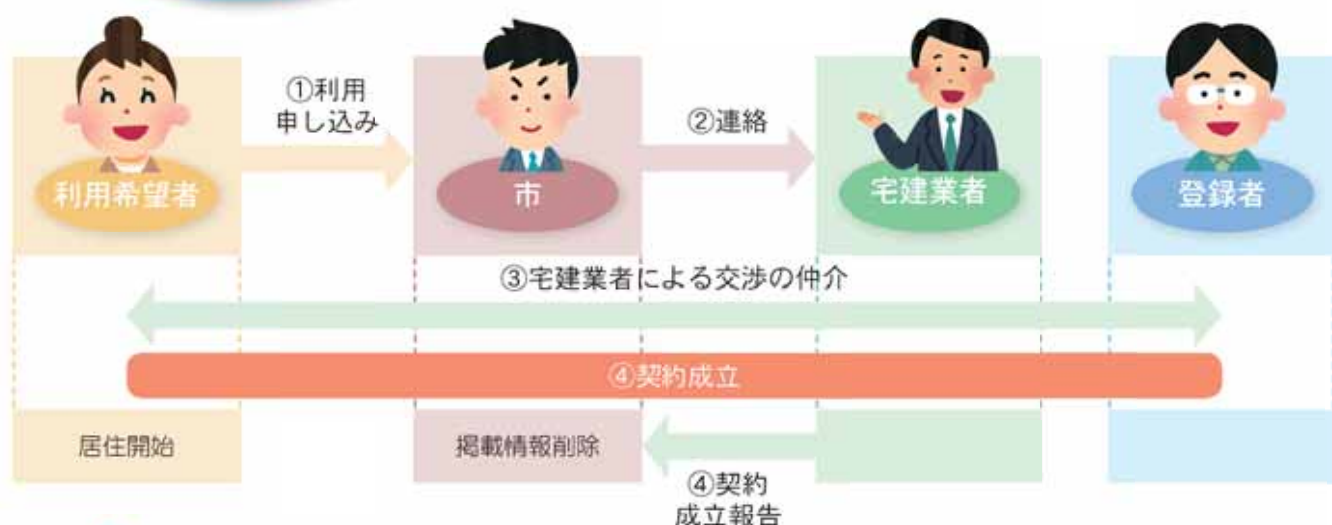 ①利用
申し込み
②連絡
利用希望者
市
宅建業者
登録者
③宅建業者による交渉の仲介
④契約成立
居住開始
掲載情報削除
④契約
成立報告